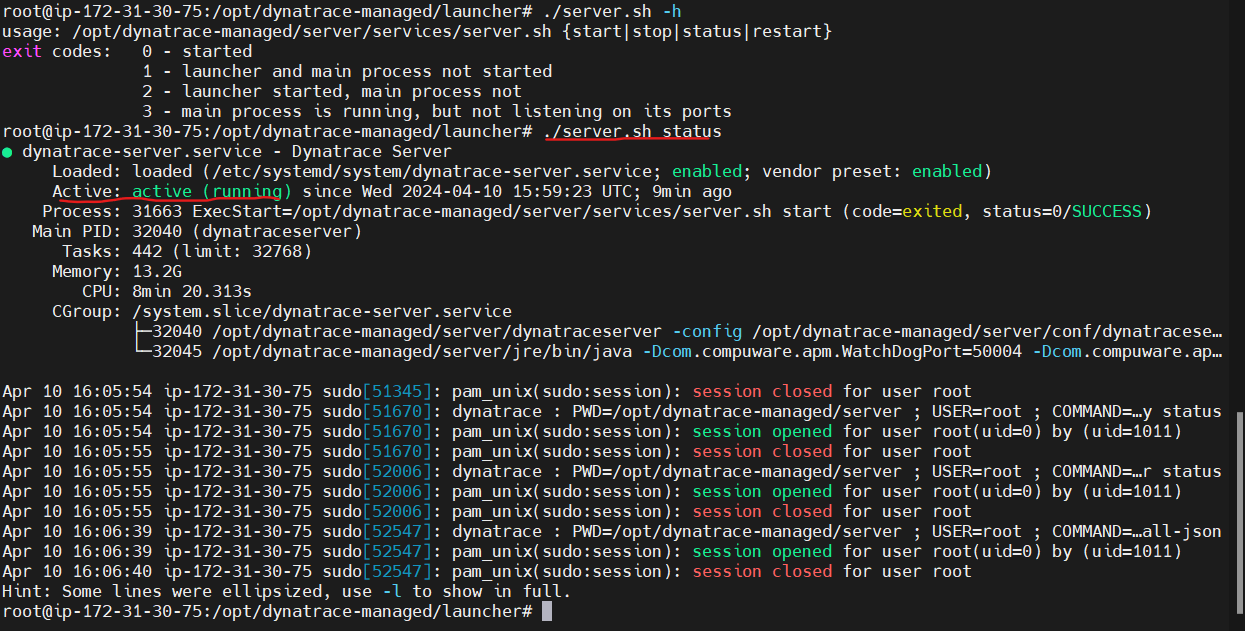 root@ip-172-31-30-75:/opt/dynatrace-managed/launcher# ./server.sh -h
usage: /opt/dynatrace-managed/server/services/server.sh {start|stop|status|restart}
exit codes:   0 - started
              1 - launcher and main process not started
              2 - launcher started, main process not
              3 - main process is running, but not listening on its ports
root@ip-172-31-30-75:/opt/dynatrace-managed/launcher# ./server.sh status
● dynatrace-server.service - Dynatrace Server
     Loaded: loaded (/etc/systemd/system/dynatrace-server.service; enabled; vendor preset: enabled)
     Active: active (running) since Wed 2024-04-10 15:59:23 UTC; 9min ago
    Process: 31663 ExecStart=/opt/dynatrace-managed/server/services/server.sh start (code=exited, status=0/SUCCESS)
   Main PID: 32040 (dynatraceserver)
      Tasks: 442 (limit: 32768)
     Memory: 13.2G
        CPU: 8min 20.313s
     CGroup: /system.slice/dynatrace-server.service
             ├─32040 /opt/dynatrace-managed/server/dynatraceserver -config /opt/dynatrace-managed/server/conf/dynatracese…
             └─32045 /opt/dynatrace-managed/server/jre/bin/java -Dcom.compuware.apm.WatchDogPort=50004 -Dcom.compuware.ap…
Apr 10 16:05:54 ip-172-31-30-75 sudo[51345]: pam_unix(sudo:session): session closed for user root
Apr 10 16:05:54 ip-172-31-30-75 sudo[51670]: dynatrace : PWD=/opt/dynatrace-managed/server ; USER=root ; COMMAND=…y status
Apr 10 16:05:54 ip-172-31-30-75 sudo[51670]: pam_unix(sudo:session): session opened for user root(uid=0) by (uid=1011)
Apr 10 16:05:55 ip-172-31-30-75 sudo[51670]: pam_unix(sudo:session): session closed for user root
Apr 10 16:05:55 ip-172-31-30-75 sudo[52006]: dynatrace : PWD=/opt/dynatrace-managed/server ; USER=root ; COMMAND=…r status
Apr 10 16:05:55 ip-172-31-30-75 sudo[52006]: pam_unix(sudo:session): session opened for user root(uid=0) by (uid=1011)
Apr 10 16:05:55 ip-172-31-30-75 sudo[52006]: pam_unix(sudo:session): session closed for user root
Apr 10 16:06:39 ip-172-31-30-75 sudo[52547]: dynatrace : PWD=/opt/dynatrace-managed/server ; USER=root ; COMMAND=…all-json
Apr 10 16:06:39 ip-172-31-30-75 sudo[52547]: pam_unix(sudo:session): session opened for user root(uid=0) by (uid=1011)
Apr 10 16:06:40 ip-172-31-30-75 sudo[52547]: pam_unix(sudo:session): session closed for user root
Hint: Some lines were ellipsized, use -l to show in full.
root@ip-172-31-30-75:/opt/dynatrace-managed/launcher#